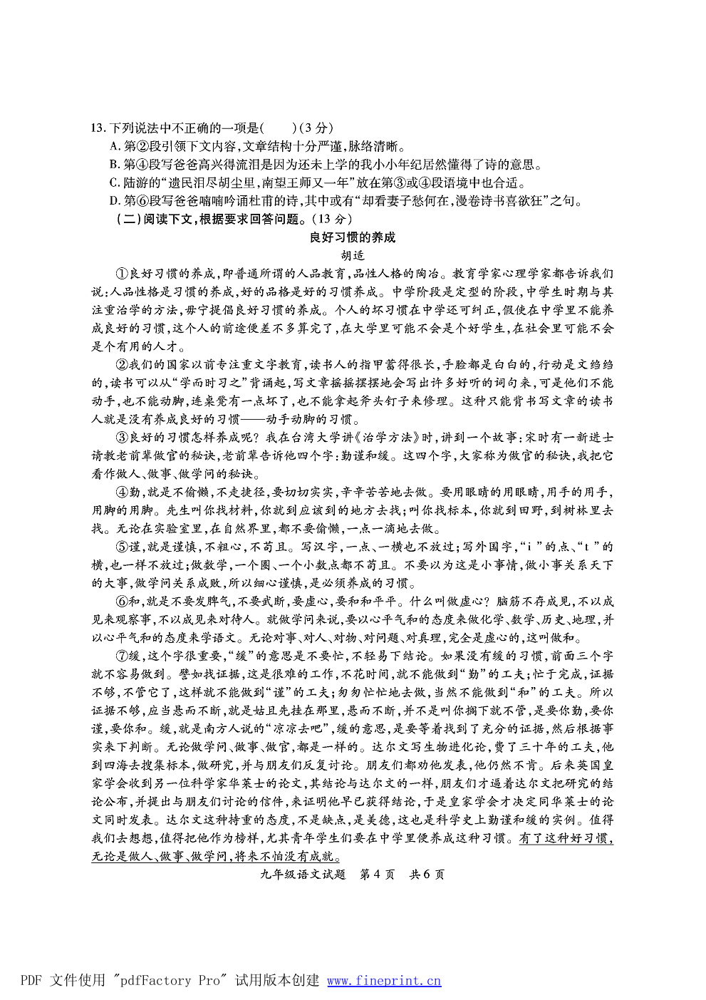 13. 下列说法中不正确的一项是(　　)(3 分)
A. 第②段引领下文内容,文章结构十分严谨,脉络清晰。
B. 第④段写爸爸高兴得流泪是因为还未上学的我小小年纪居然懂得了诗的意思。
C. 陆游的“遗民泪尽胡尘里,南望王师又一年”放在第③或④段语境中也合适。
D. 第⑥段写爸爸喃喃吟诵杜甫的诗,其中或有“却看妻子愁何在,漫卷诗书喜欲狂”之句。
(二)阅读下文,根据要求回答问题。(13 分)
良好习惯的养成
胡适
①良好习惯的养成,即普通所谓的人品教育,品性人格的陶冶。教育学家心理学家都告诉我们
说:人品性格是习惯的养成,好的品格是好的习惯养成。中学阶段是定型的阶段,中学生时期与其
注重治学的方法,毋宁提倡良好习惯的养成。个人的坏习惯在中学还可纠正,假使在中学里不能养
成良好的习惯,这个人的前途便差不多算完了,在大学里可能不会是个好学生,在社会里可能不会
是个有用的人才。
②我们的国家以前专注重文字教育,读书人的指甲蓄得很长,手脸都是白白的,行动是文绉绉
的,读书可以从“学而时习之”背诵起,写文章摇摇摆摆地会写出许多好听的词句来,可是他们不能
动手,也不能动脚,连桌凳有一点坏了,也不能拿起斧头钉子来修理。这种只能背书写文章的读书
人就是没有养成良好的习惯——动手动脚的习惯。
③良好的习惯怎样养成呢? 我在台湾大学讲《治学方法》时,讲到一个故事:宋时有一新进士
请教老前辈做官的秘诀,老前辈告诉他四个字:勤谨和缓。这四个字,大家称为做官的秘诀,我把它
看作做人、做事、做学问的秘诀。
④勤,就是不偷懒,不走捷径,要切切实实,辛辛苦苦地去做。要用眼睛的用眼睛,用手的用手,
用脚的用脚。先生叫你找材料,你就到应该到的地方去找;叫你找标本,你就到田野,到树林里去
找。无论在实验室里,在自然界里,都不要偷懒,一点一滴地去做。
⑤谨,就是谨慎,不粗心,不苟且。写汉字,一点、一横也不放过;写外国字,“i ”的点、“t ”的
横,也一样不放过;做数学,一个圈、一个小数点都不苟且。不要以为这是小事情,做小事关系天下
的大事,做学问关系成败,所以细心谨慎,是必须养成的习惯。
⑥和,就是不要发脾气,不要武断,要虚心,要和和平平。什么叫做虚心? 脑筋不存成见,不以成
见来观察事,不以成见来对待人。就做学问来说,要以心平气和的态度来做化学、数学、历史、地理,并
以心平气和的态度来学语文。无论对事、对人、对物、对问题、对真理,完全是虚心的,这叫做和。
⑦缓,这个字很重要,“缓”的意思是不要忙,不轻易下结论。如果没有缓的习惯,前面三个字
就不容易做到。譬如找证据,这是很难的工作,不花时间,就不能做到“勤”的工夫;忙于完成,证据
不够,不管它了,这样就不能做到“谨”的工夫;匆匆忙忙地去做,当然不能做到“和”的工夫。所以
证据不够,应当悬而不断,就是姑且先挂在那里,悬而不断,并不是叫你搁下就不管,是要你勤,要你
谨,要你和。缓,就是南方人说的“凉凉去吧”,缓的意思,是要等着找到了充分的证据,然后根据事
实来下判断。无论做学问、做事、做官,都是一样的。达尔文写生物进化论,费了三十年的工夫,他
到四海去搜集标本,做研究,并与朋友们反复讨论。朋友们都劝他发表,他仍然不肯。后来英国皇
家学会收到另一位科学家华莱士的论文,其结论与达尔文的一样,朋友们才逼着达尔文把研究的结
论公布,并提出与朋友们讨论的信件,来证明他早已获得结论,于是皇家学会才决定同华莱士的论
文同时发表。达尔文这种持重的态度,不是缺点,是美德,这也是科学史上勤谨和缓的实例。值得
我们去想想,值得把他作为榜样,尤其青年学生们要在中学里便养成这种习惯。有了这种好习惯,
无论是做人、做事、做学问,将来不怕没有成就。
九年级语文试题　第 4 页　共 6 页
PDF 文件使用 "pdfFactory Pro" 试用版本创建 www.fineprint.cn